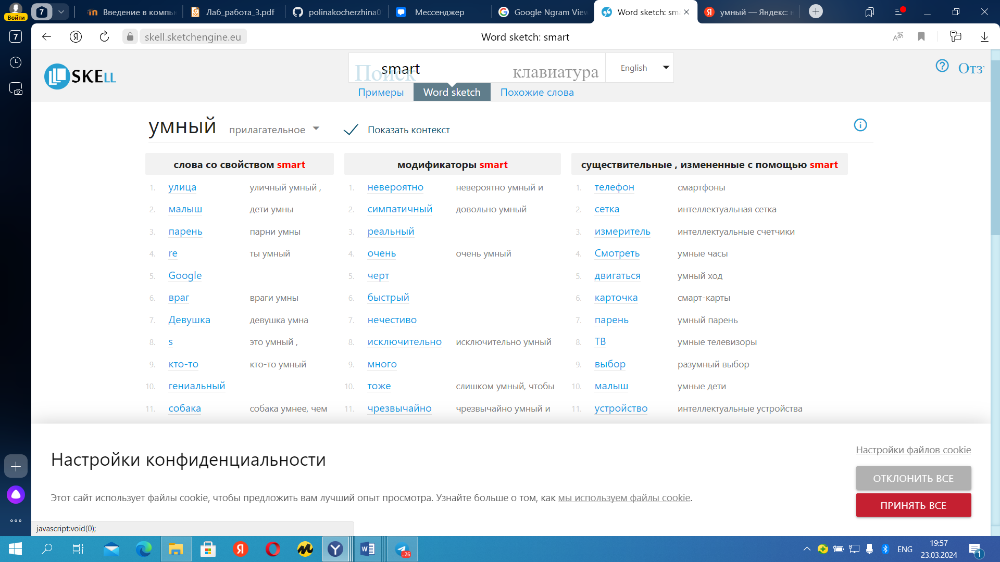 Войти
7
Введение в компь
Лаб_работа_3.pdf
polinakocherzhina0
Мессенджер
Google Ngram View
Word sketch: sma
умный — Яндекс: н
7
skell.sketchengine.eu
Word sketch: smart
SKELL
Поиск
smart
клавиатура
English
Отз
Примеры
Word sketch
Похожие слова
умный прилагательное
Показать контекст
слова со свойством smart
модификаторы smart
существительные , измененные с помощью smart
1. улица уличный умный ,
1. невероятно невероятно умный и
1. телефон смартфоны
2. малыш дети умны
2. симпатичный довольно умный
2. сетка интеллектуальная сетка
3. парень парни умны
3. реальный
3. измеритель интеллектуальные счетчики
4. re ты умный
4. очень очень умный
4. Смотреть умные часы
5. Google
5. черт
5. двигаться умный ход
6. враг враги умны
6. быстрый
6. карточка смарт-карты
7. Девушка девушка умна
7. нечестиво
7. парень умный парень
8. s это умный ,
8. исключительно исключительно умный
8. ТВ умные телевизоры
9. кто-то кто-то умный
9. много
9. выбор разумный выбор
10. гениальный
10. тоже слишком умный, чтобы
10. малыш умные дети
11. собака собака умнее, чем
11. чрезвычайно чрезвычайно умный и
11. устройство интеллектуальные устройства
Настройки конфиденциальности
Этот сайт использует файлы cookie, чтобы предложить вам лучший опыт просмотра. Узнайте больше о том, как мы используем файлы cookie.
Настройки файлов cookie
ОТКЛОНИТЬ ВСЕ
ПРИНЯТЬ ВСЕ
javascript:void(0);
..26
ENG
19:57
23.03.2024
1